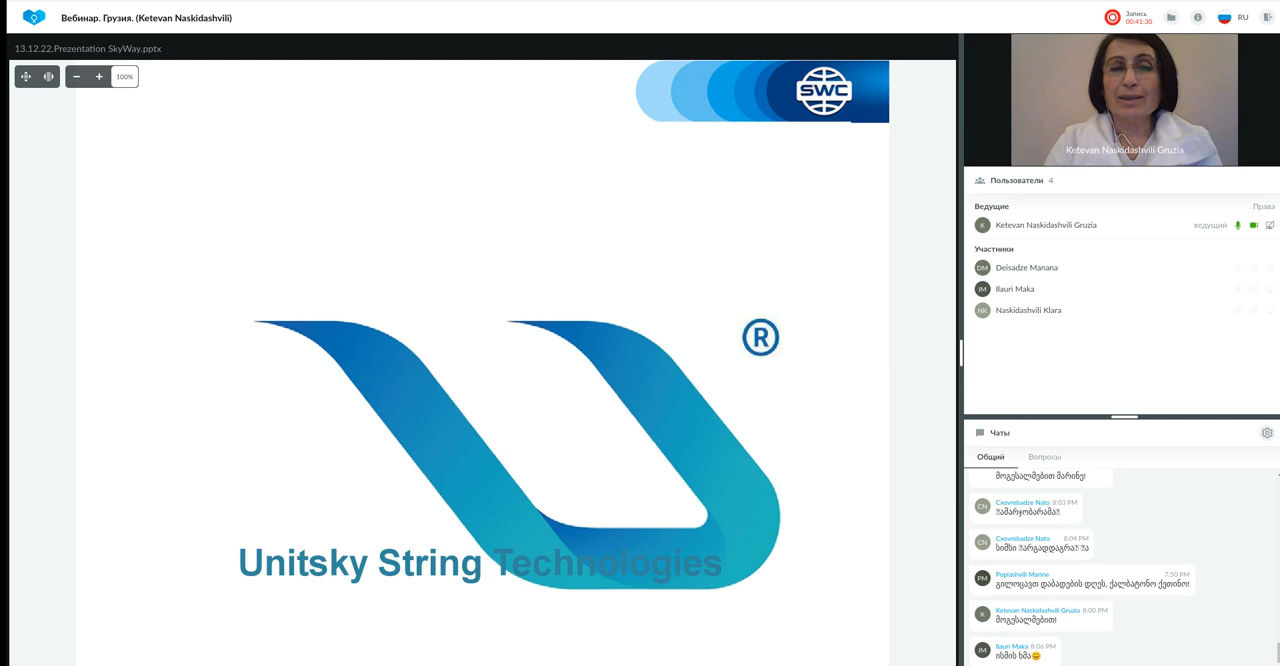 Вебинар. Грузия. (Ketevan Naskidashvili)
Запись
00:41:30
RU
13.12.22.Prezentation SkyWay.pptx
100%
SWC
®
Unitsky String Technologies
Ketevan Naskidashvili Gruzia
Пользователи 4
Ведущие Права
K Ketevan Naskidashvili Gruzia ведущий
Участники
DM Deisadze Manana
IM Ilauri Maka
NK Naskidashvili Klara
Чаты
Общий Вопросы
მოგესალმებით მარინე!
CN Cxovrebadze Nato 8:03 PM
CN Cxovrebadze Nato 8:04 PM
PM Popiashvili Marine 7:50 PM
გილოცავთ დაბადების დღეს, ქალბატონო ქეთინო!
K Ketevan Naskidashvili Gruzia 8:00 PM
მოგესალმებით!
IM Ilauri Maka 8:06 PM
ისმის ხმა😊